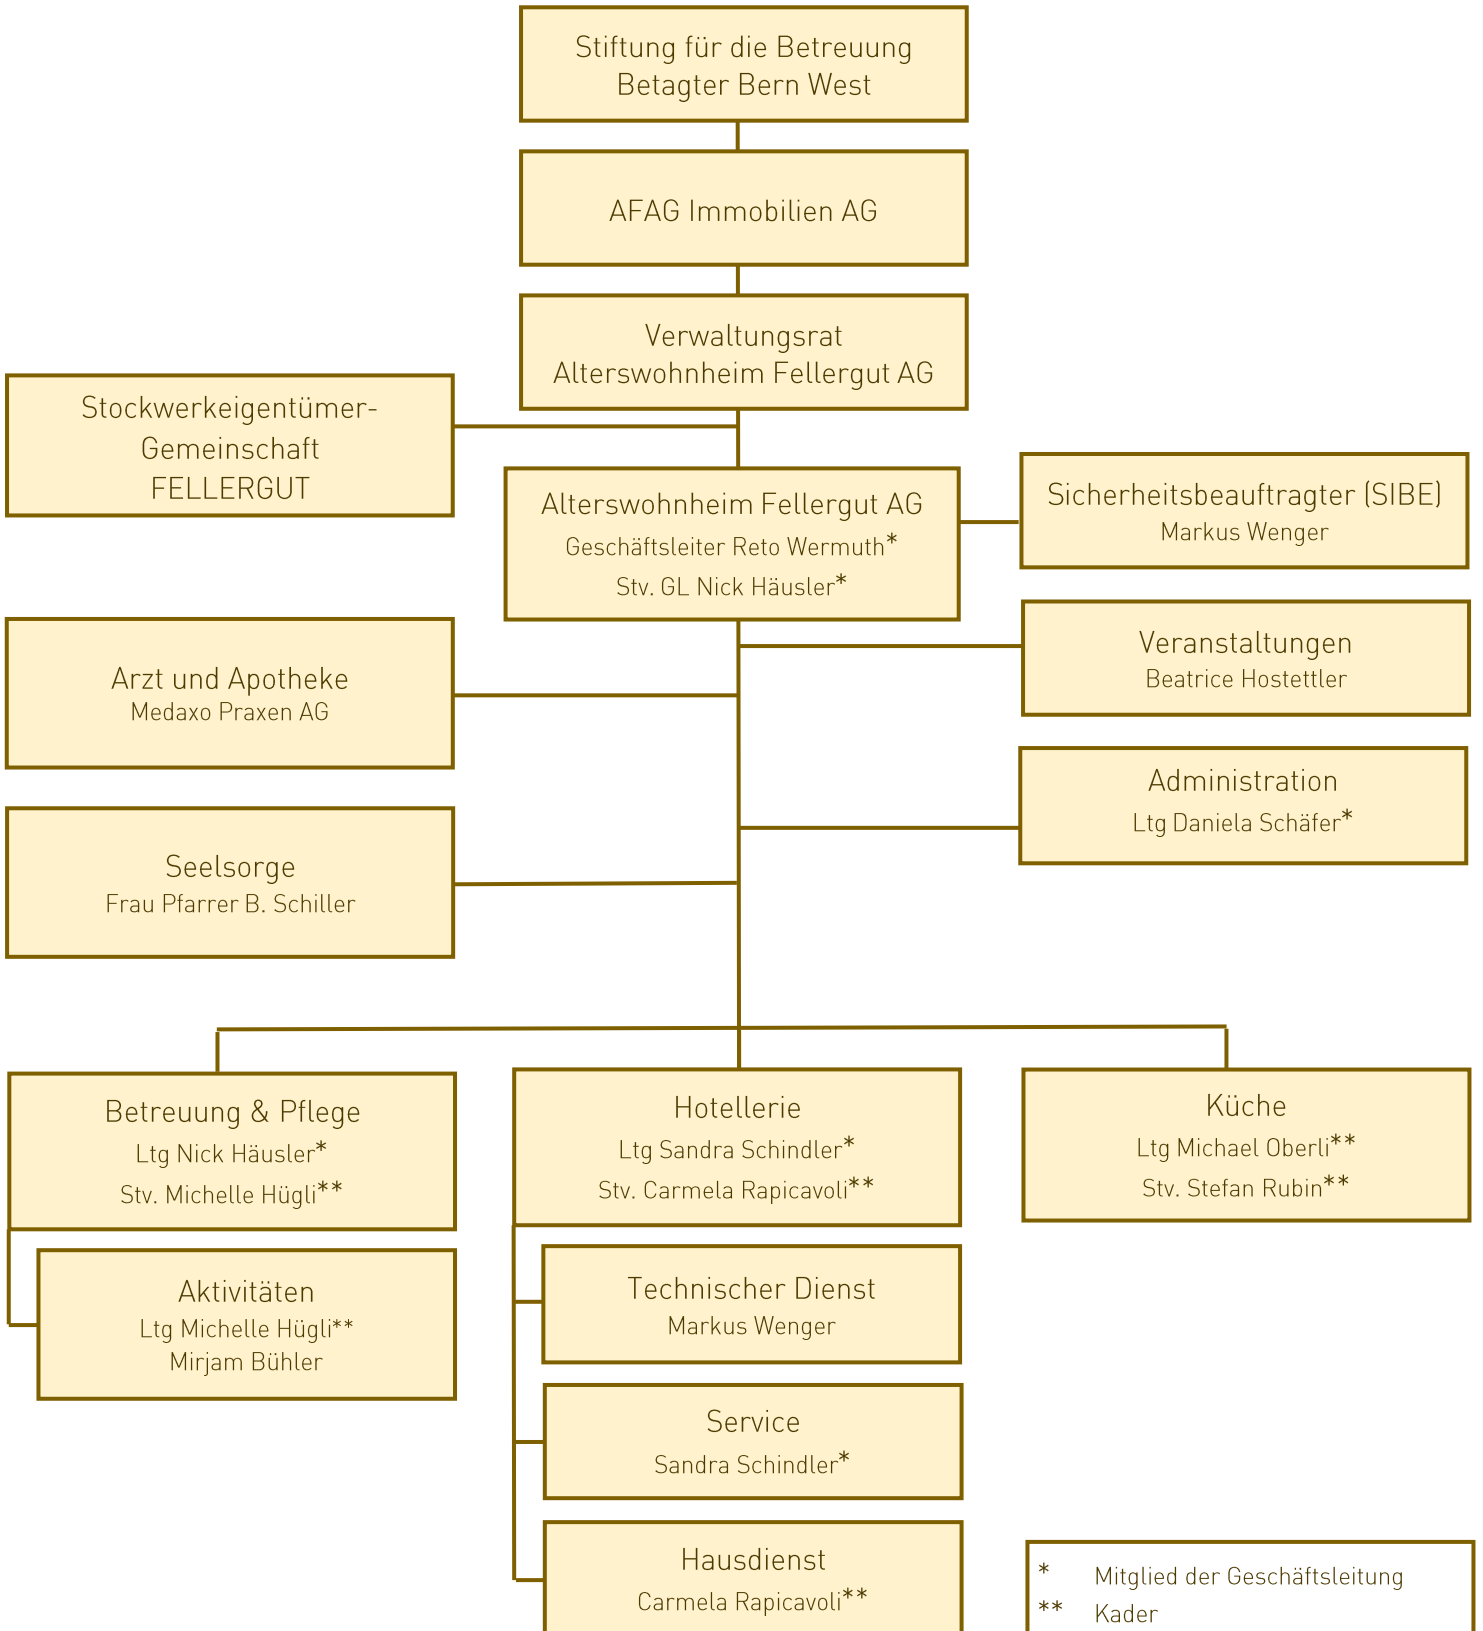 Stiftung für die Betreuung
Betagter Bern West
AFAG Immobilien AG
Verwaltungsrat
Alterswohnheim Fellergut AG
Stockwerkeigentümer-
Gemeinschaft
FELLERGUT
Alterswohnheim Fellergut AG
Geschäftsleiter Reto Wermuth*
Stv. GL Nick Häusler*
Sicherheitsbeauftragter (SIBE)
Markus Wenger
Veranstaltungen
Beatrice Hostettler
Arzt und Apotheke
Medaxo Praxen AG
Administration
Ltg Daniela Schäfer*
Seelsorge
Frau Pfarrer B. Schiller
Betreuung & Pflege
Ltg Nick Häusler*
Stv. Michelle Hügli**
Hotellerie
Ltg Sandra Schindler*
Stv. Carmela Rapicavoli**
Küche
Ltg Michael Oberli**
Stv. Stefan Rubin**
Aktivitäten
Ltg Michelle Hügli**
Mirjam Bühler
Technischer Dienst
Markus Wenger
Service
Sandra Schindler*
Hausdienst
Carmela Rapicavoli**
* Mitglied der Geschäftsleitung
** Kader